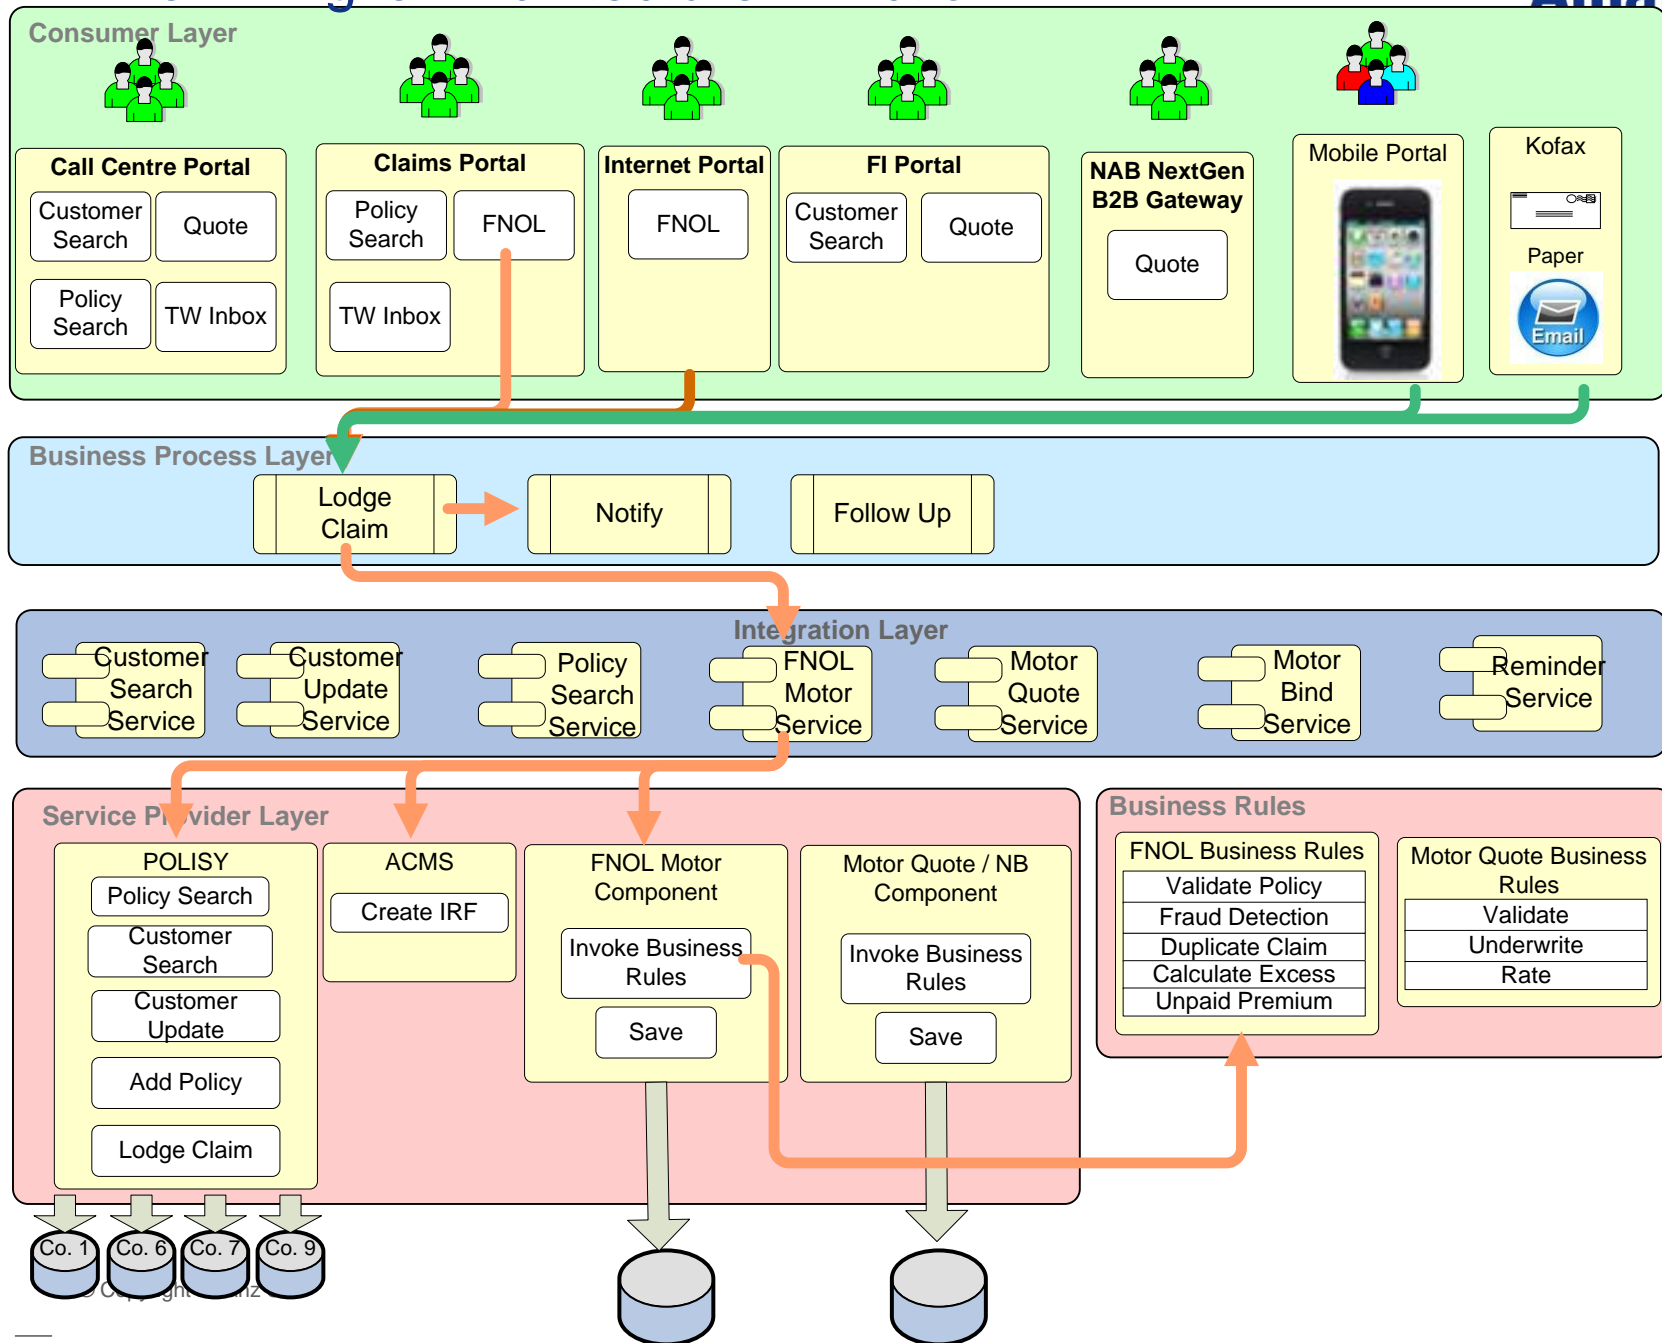 Consumer Layer
Call Centre Portal
Customer
Search
Quote
Policy
Search
TW Inbox
Claims Portal
Policy
Search
FNOL
TW Inbox
Internet Portal
FNOL
FI Portal
Customer
Search
Quote
NAB NextGen
B2B Gateway
Quote
Mobile Portal
Kofax
Paper
Email
Business Process Layer
Lodge
Claim
Notify
Follow Up
Integration Layer
Customer
Search
Service
Customer
Update
Service
Policy
Search
Service
FNOL
Motor
Service
Motor
Quote
Service
Motor
Bind
Service
Reminder
Service
Service Provider Layer
POLISY
Policy Search
Customer
Search
Customer
Update
Add Policy
Lodge Claim
ACMS
Create IRF
FNOL Motor
Component
Invoke Business
Rules
Save
Motor Quote / NB
Component
Invoke Business
Rules
Save
Business Rules
FNOL Business Rules
Validate Policy
Fraud Detection
Duplicate Claim
Calculate Excess
Unpaid Premium
Motor Quote Business
Rules
Validate
Underwrite
Rate
Co. 1
Co. 6
Co. 7
Co. 9